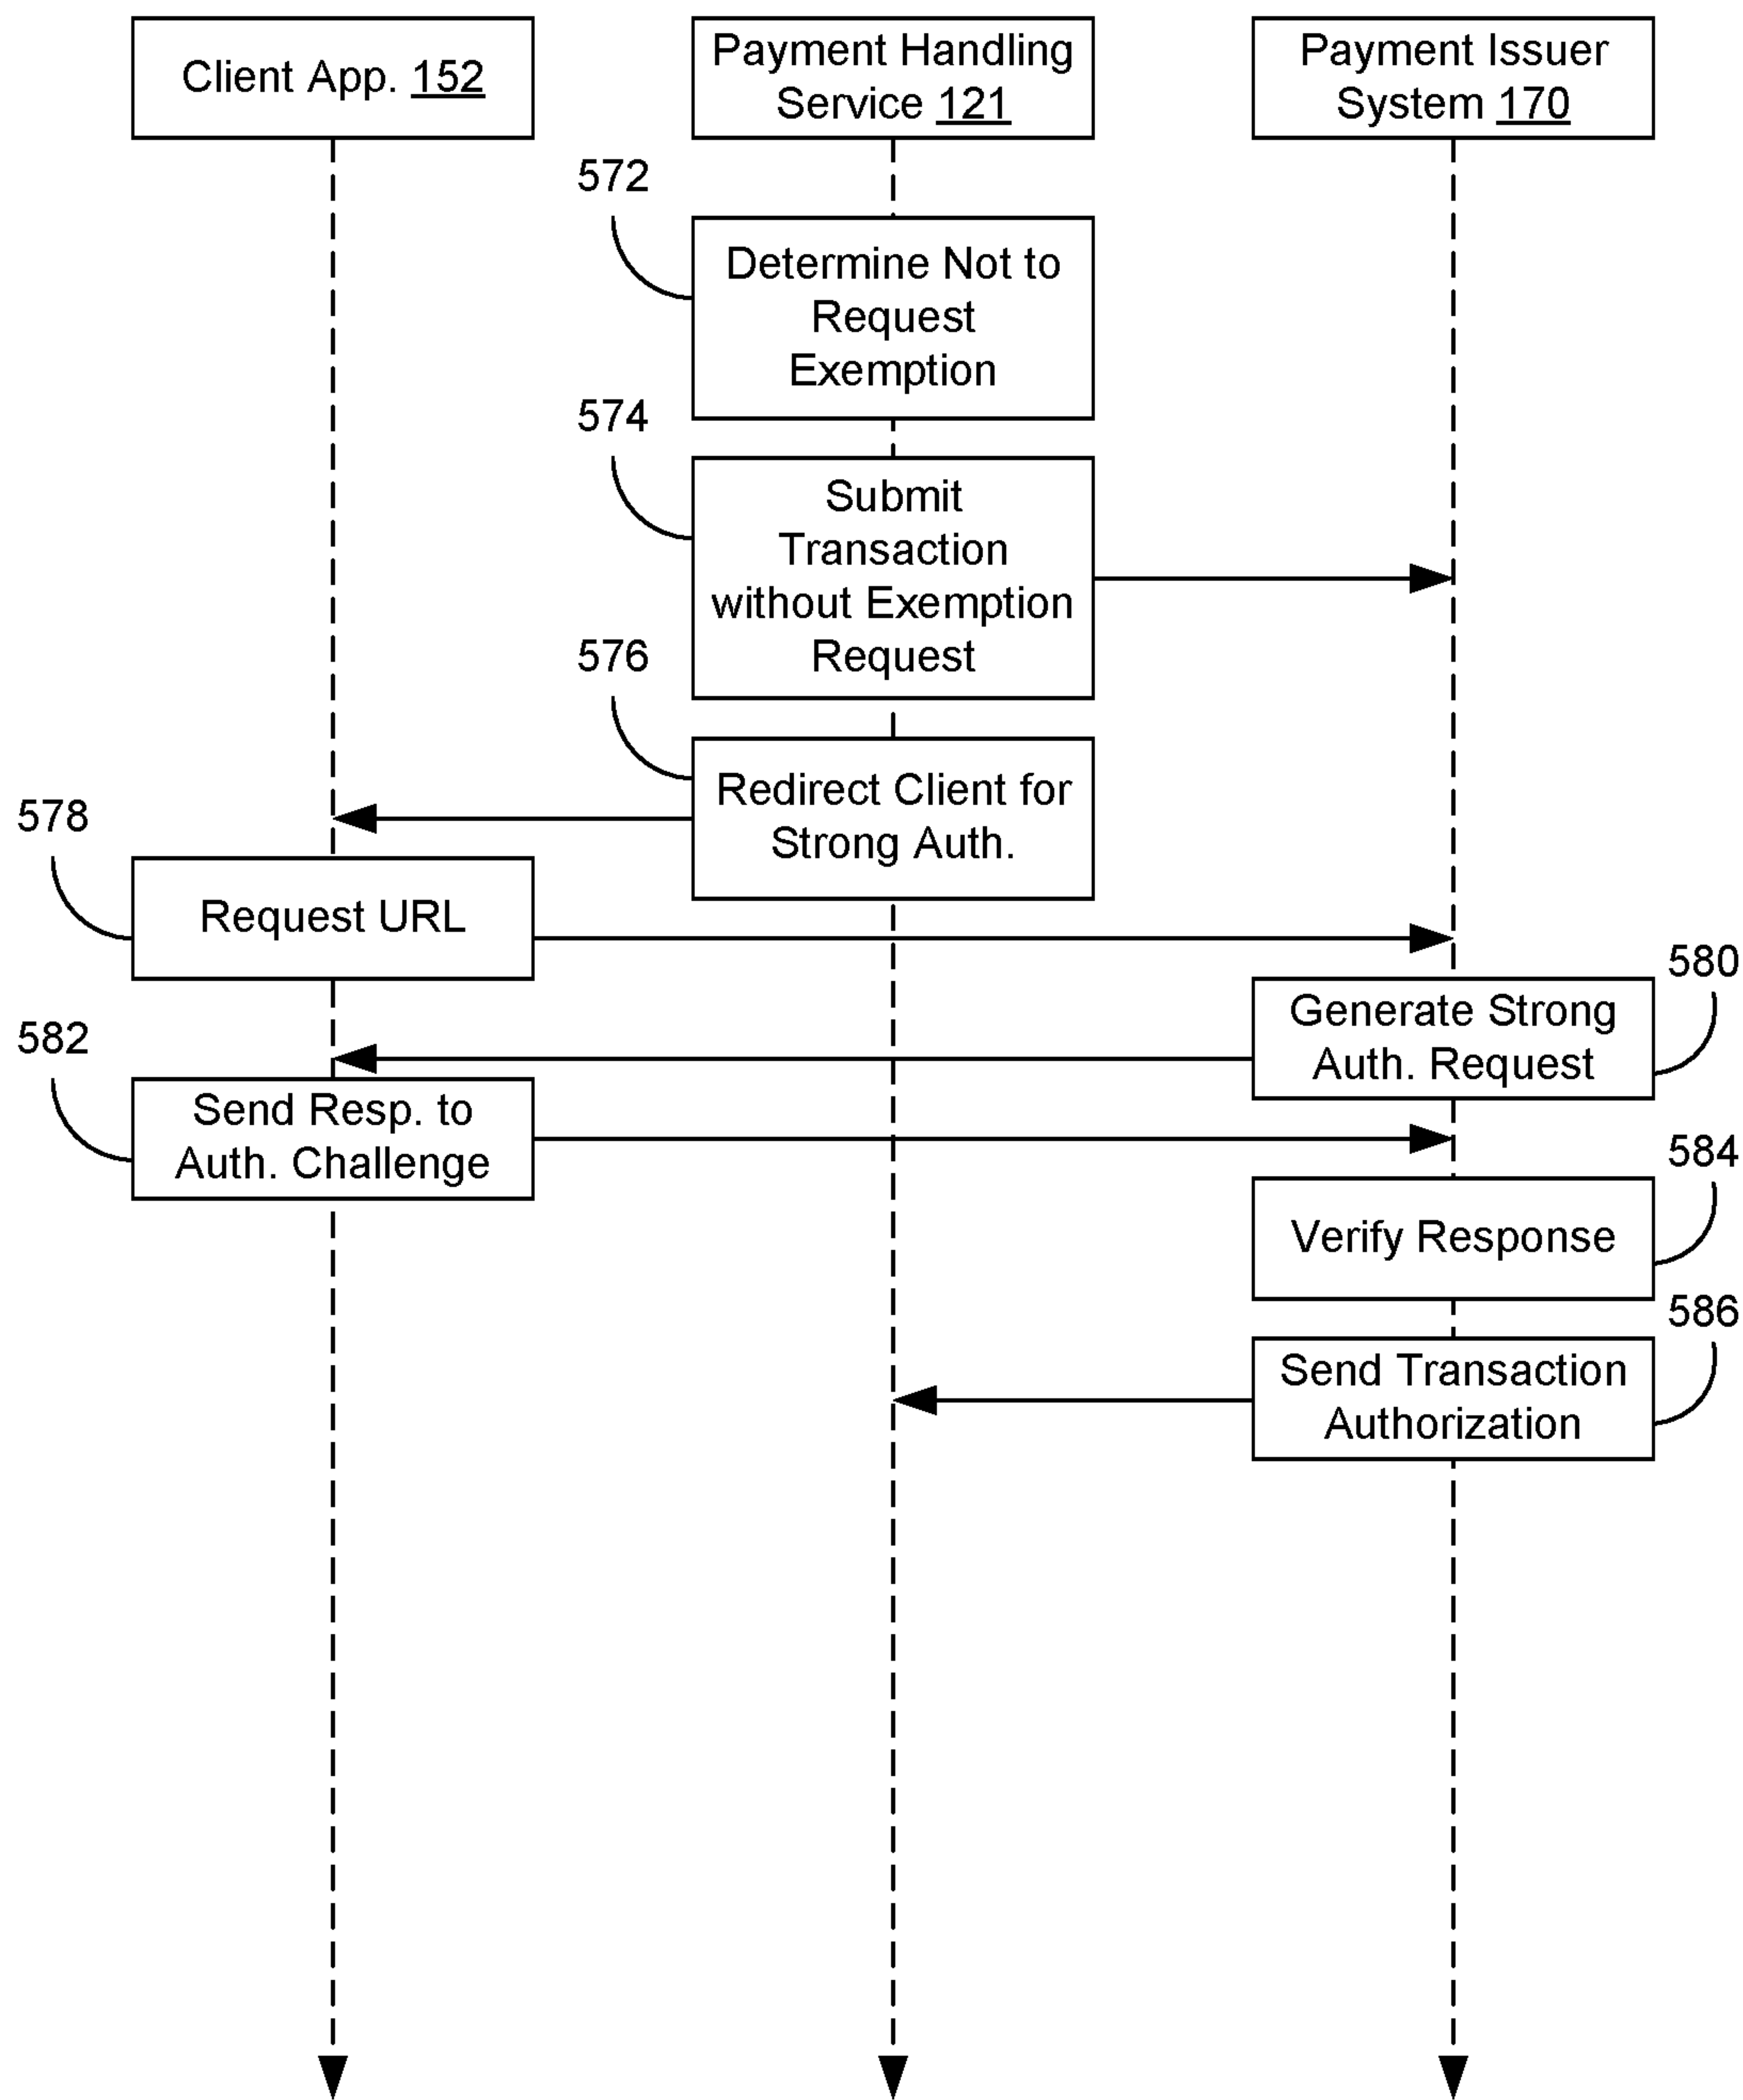 Client App. 152
Payment Handling
Service 121
Payment Issuer
System 170
572
Determine Not to
Request
Exemption
574
Submit
Transaction
without Exemption
Request
576
Redirect Client for
Strong Auth.
578
Request URL
580
Generate Strong
Auth. Request
582
Send Resp. to
Auth. Challenge
584
Verify Response
586
Send Transaction
Authorization